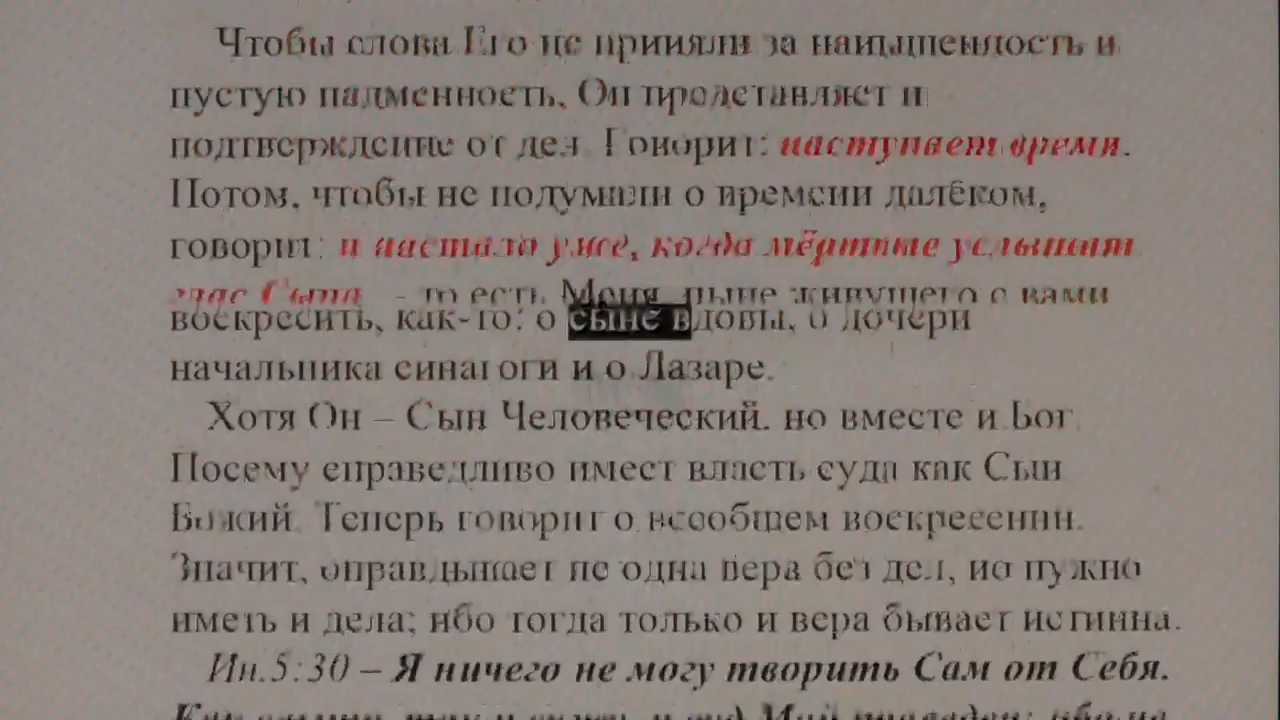 Чтобы слова Его не приняли за напыщенность и
пустую надменность, Он представляет и
подтверждение от дел. Говорит: наступает время.
Потом, чтобы не подумали о времени далёком,
говорит: и настало уже, когда мёртвые услышат
глас Сына - то есть Меня, ныне живущего с вами
воскресить, как-то: о сыне вдовы, о дочери
начальника синагоги и о Лазаре.
Хотя Он – Сын Человеческий, но вместе и Бог.
Посему справедливо имеет власть суда как Сын
Божий. Теперь говорит о всеобщем воскресении.
Значит, оправдывает не одна вера без дел, но нужно
иметь и дела; ибо тогда только и вера бывает истинна.
Ин.5:30 – Я ничего не могу творить Сам от Себя.